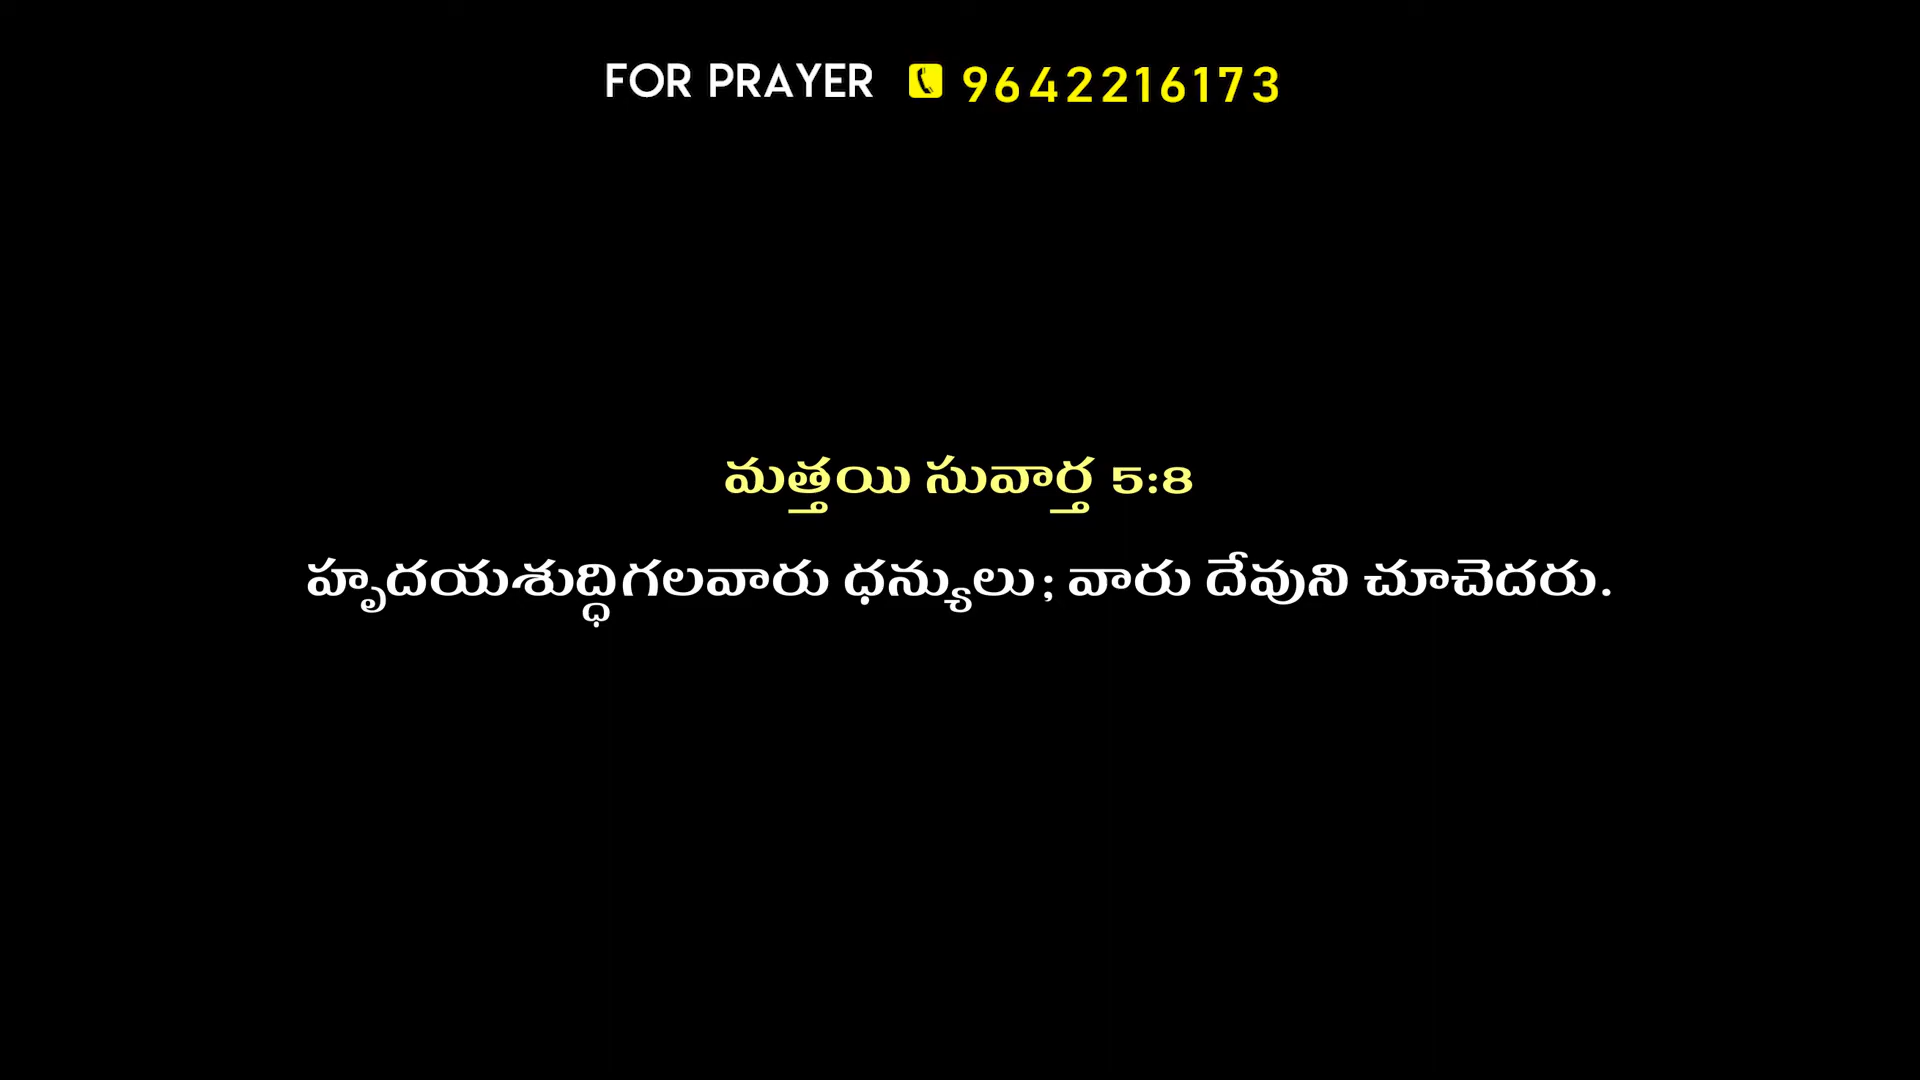 FOR PRAYER 9642216173
మత్తయి సువార్త 5:8
హృదయశుద్ధిగలవారు ధన్యులు; వారు దేవుని చూచెదరు.